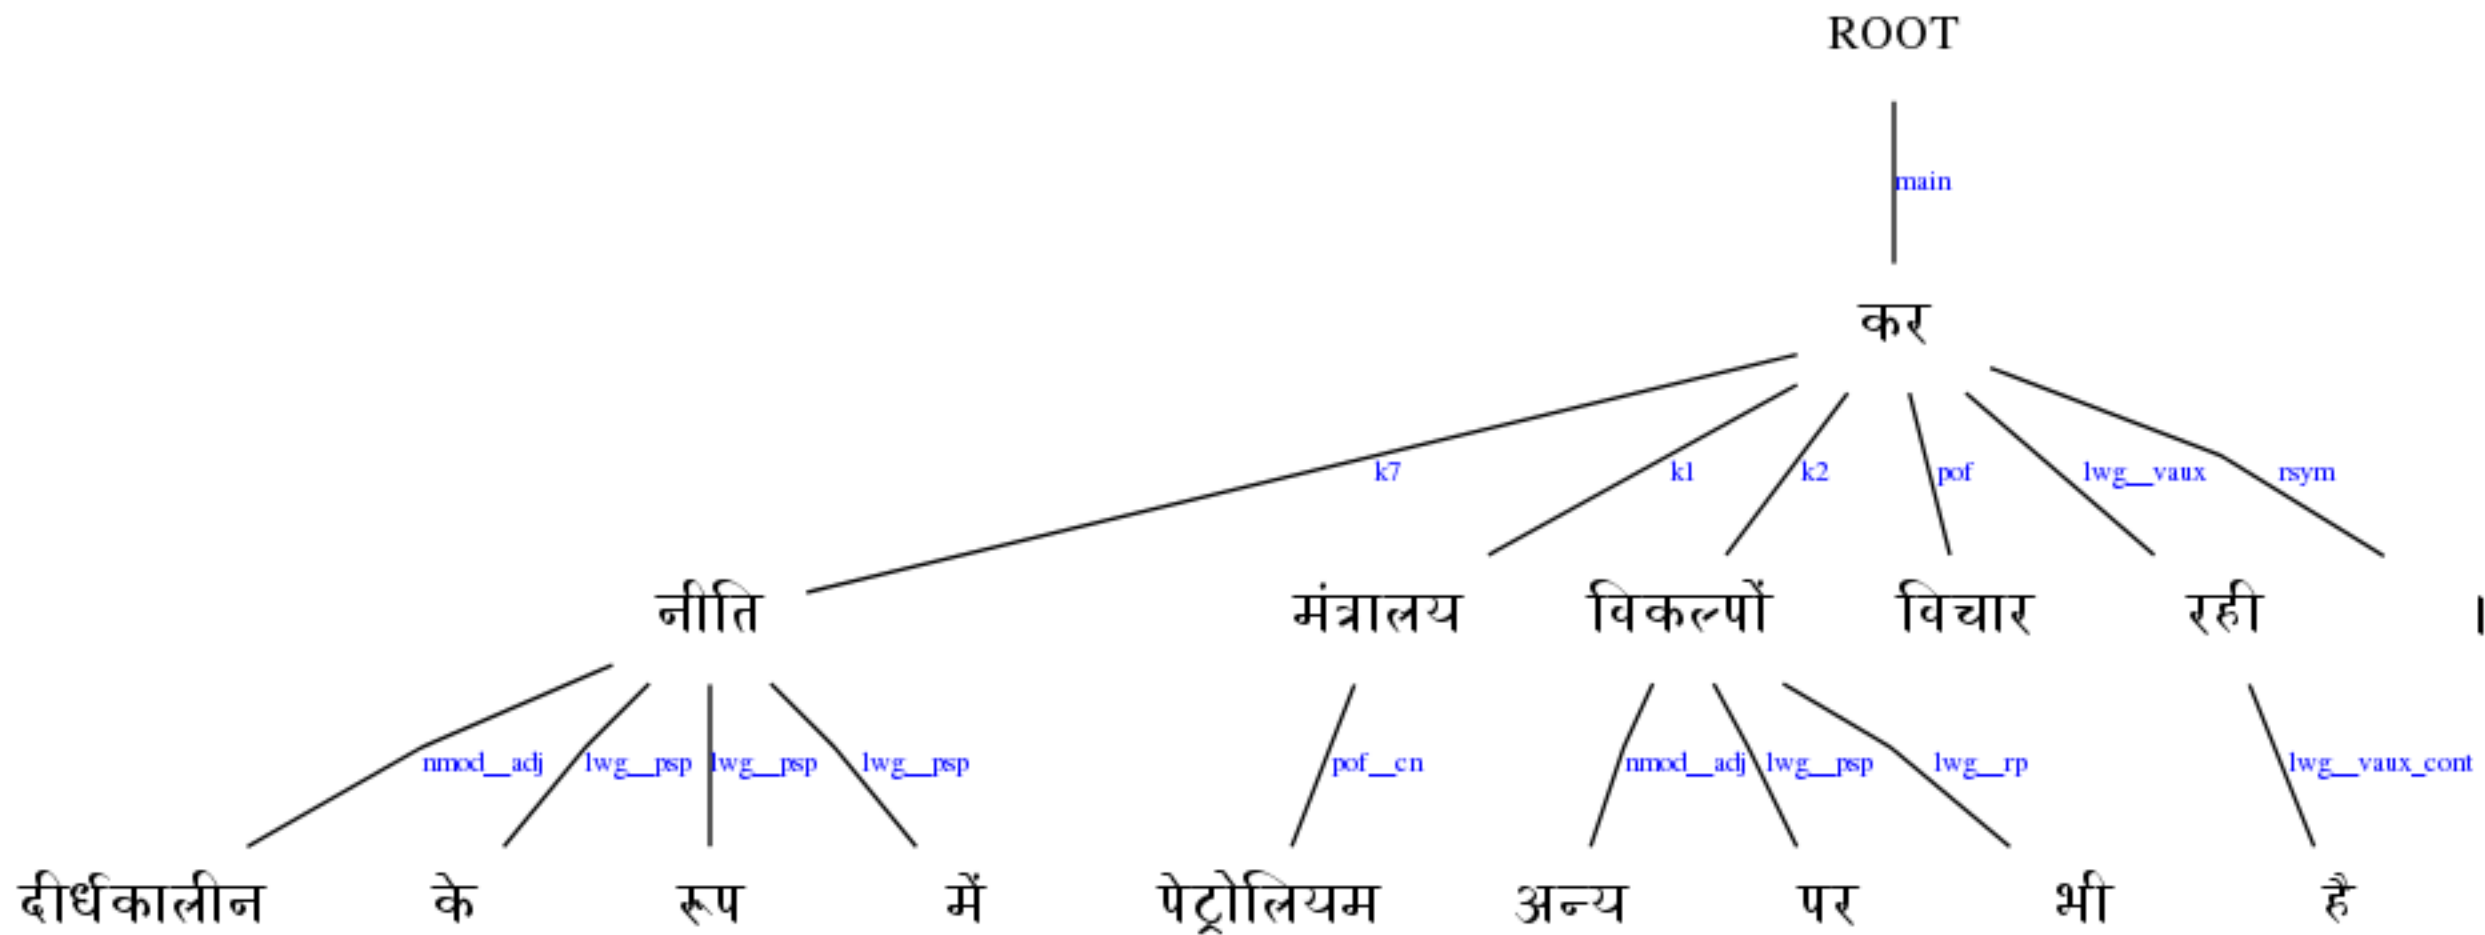 ROOT
main
कर
k7 k1 k2 pof lwg__vaux rsym
नीति मंत्रालय विकल्पों विचार रही ।
nmod__adj lwg__psp lwg__psp lwg__psp pof__cn nmod__adj lwg__psp lwg__rp lwg__vaux_cont
दीर्धकालीन के रूप में पेट्रोलियम अन्य पर भी है